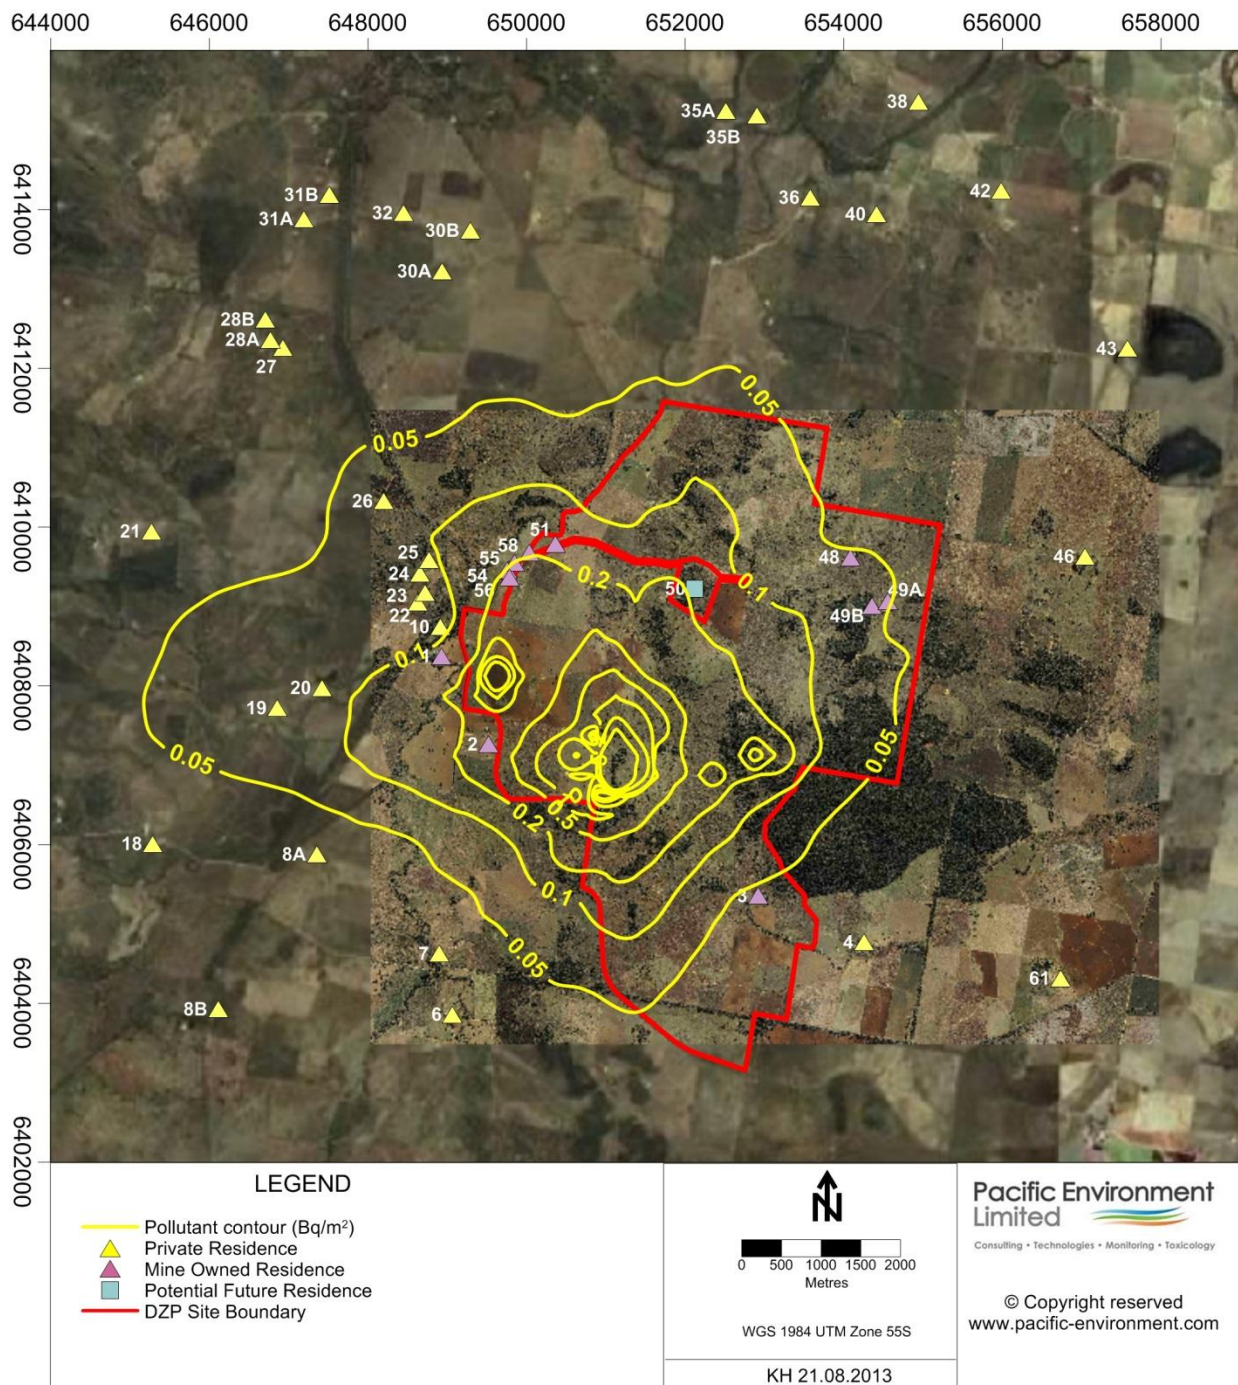 644000 646000 648000 650000 652000 654000 656000 658000
6414000
6412000
6410000
6408000
6406000
6404000
6402000
38
35A
35B
31B
31A
32
30B
30A
36
40
42
28B
28A
27
43
0.05
0.05
26
21
51
58
55
54
56
25
24
23
22
10
1
0.1
0.2
50
0.1
48
49A
49B
46
20
19
2
0.05
0.05
0.5
0.2
0.1
18
8A
3
0.05
7
4
61
8B
6
LEGEND
Pollutant contour (Bq/m²)
Private Residence
Mine Owned Residence
Potential Future Residence
DZP Site Boundary
N
0 500 1000 1500 2000
Metres
WGS 1984 UTM Zone 55S
KH 21.08.2013
Pacific Environment
Limited
Consulting • Technologies • Monitoring • Toxicology
© Copyright reserved
www.pacific-environment.com